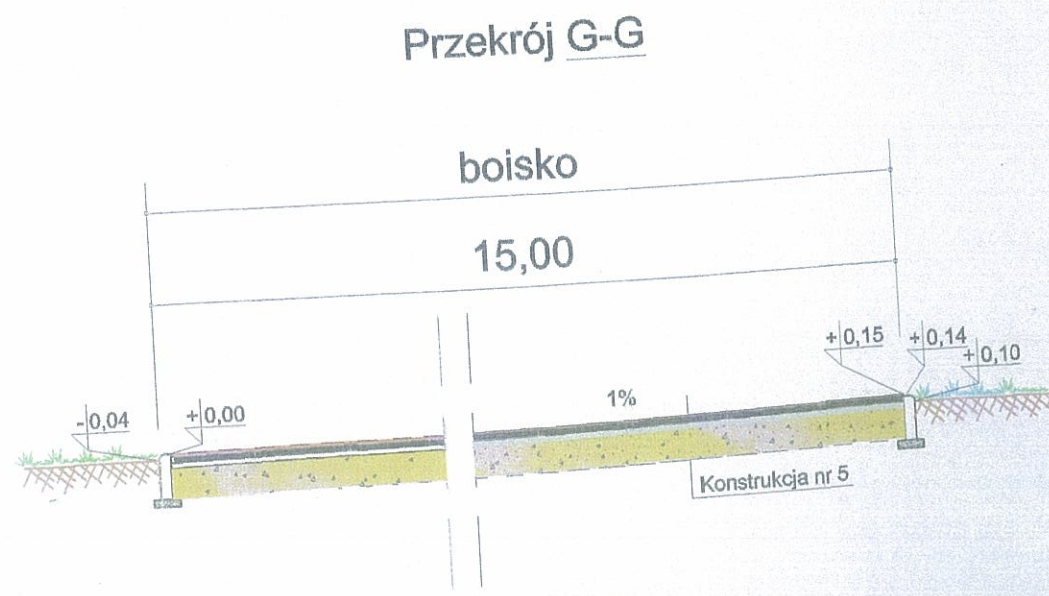 Przekrój G-G
boisko
15,00
+0,15
+0,14
+0,10
1%
-0,04
+0,00
Konstrukcja nr 5